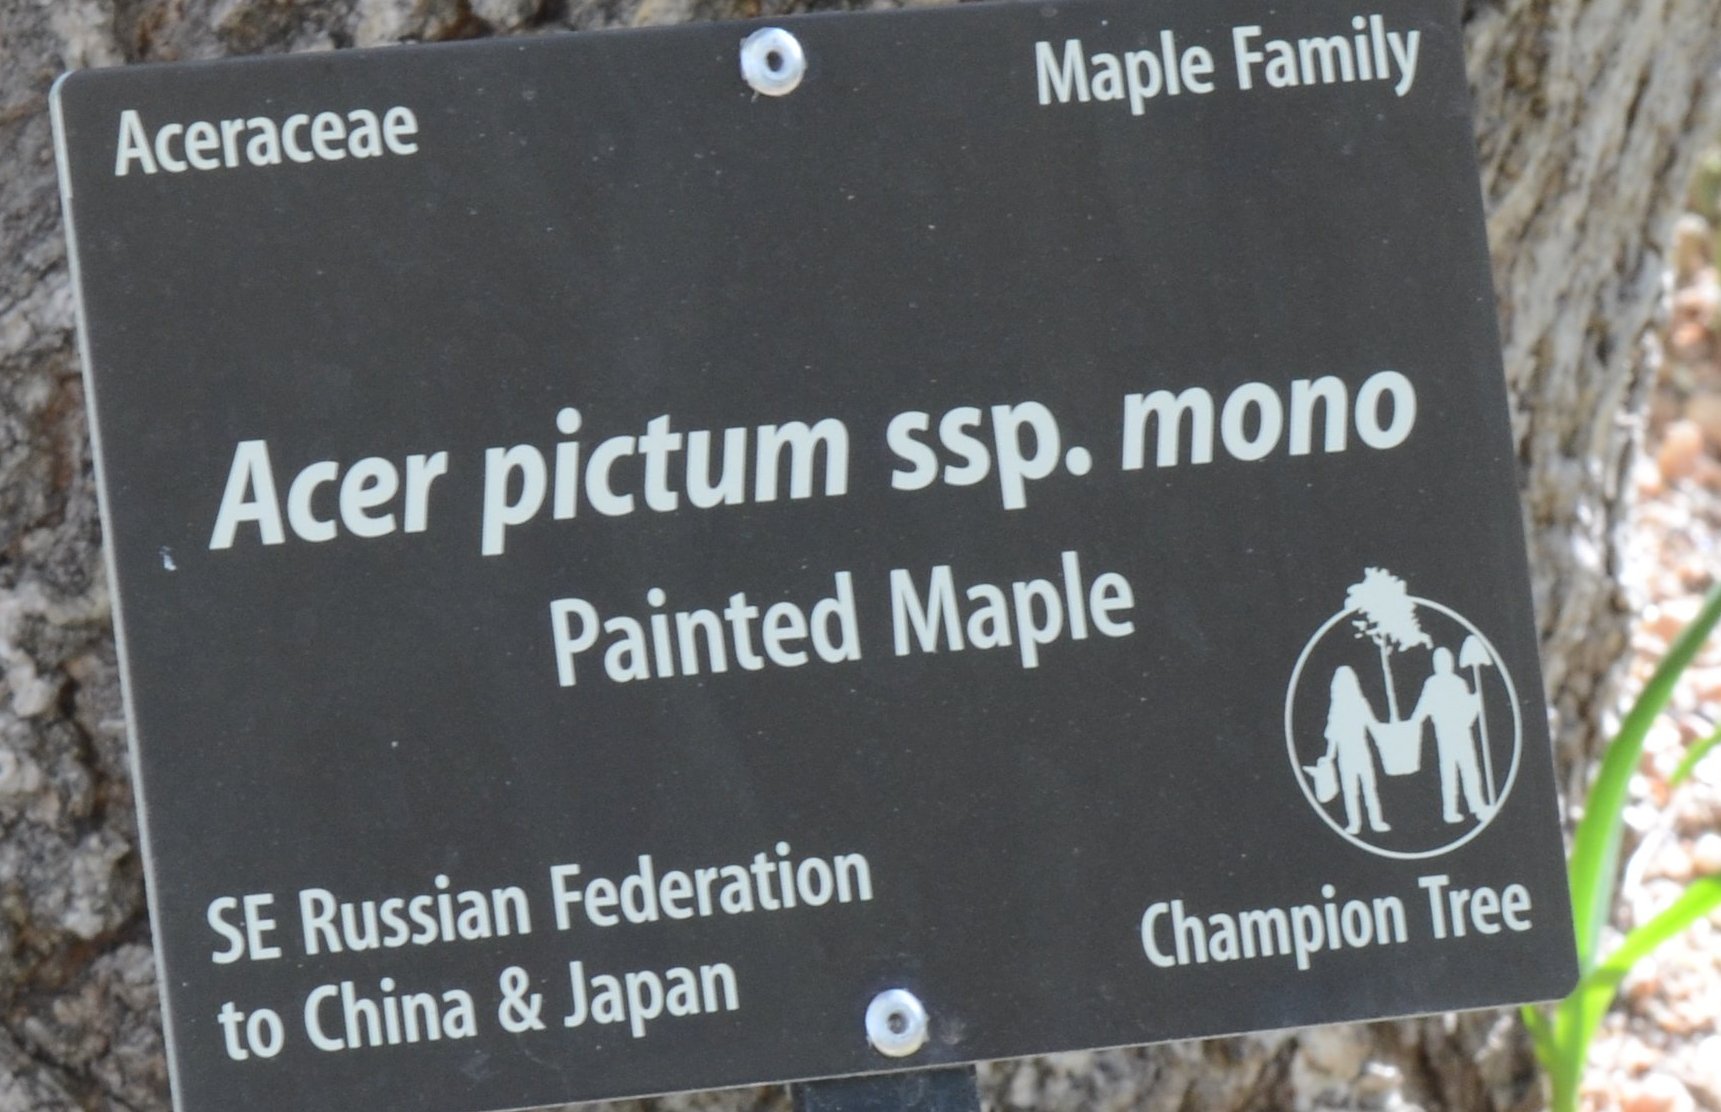 Aceraceae
Maple Family
Acer pictum ssp. mono
Painted Maple
SE Russian Federation
to China & Japan
Champion Tree